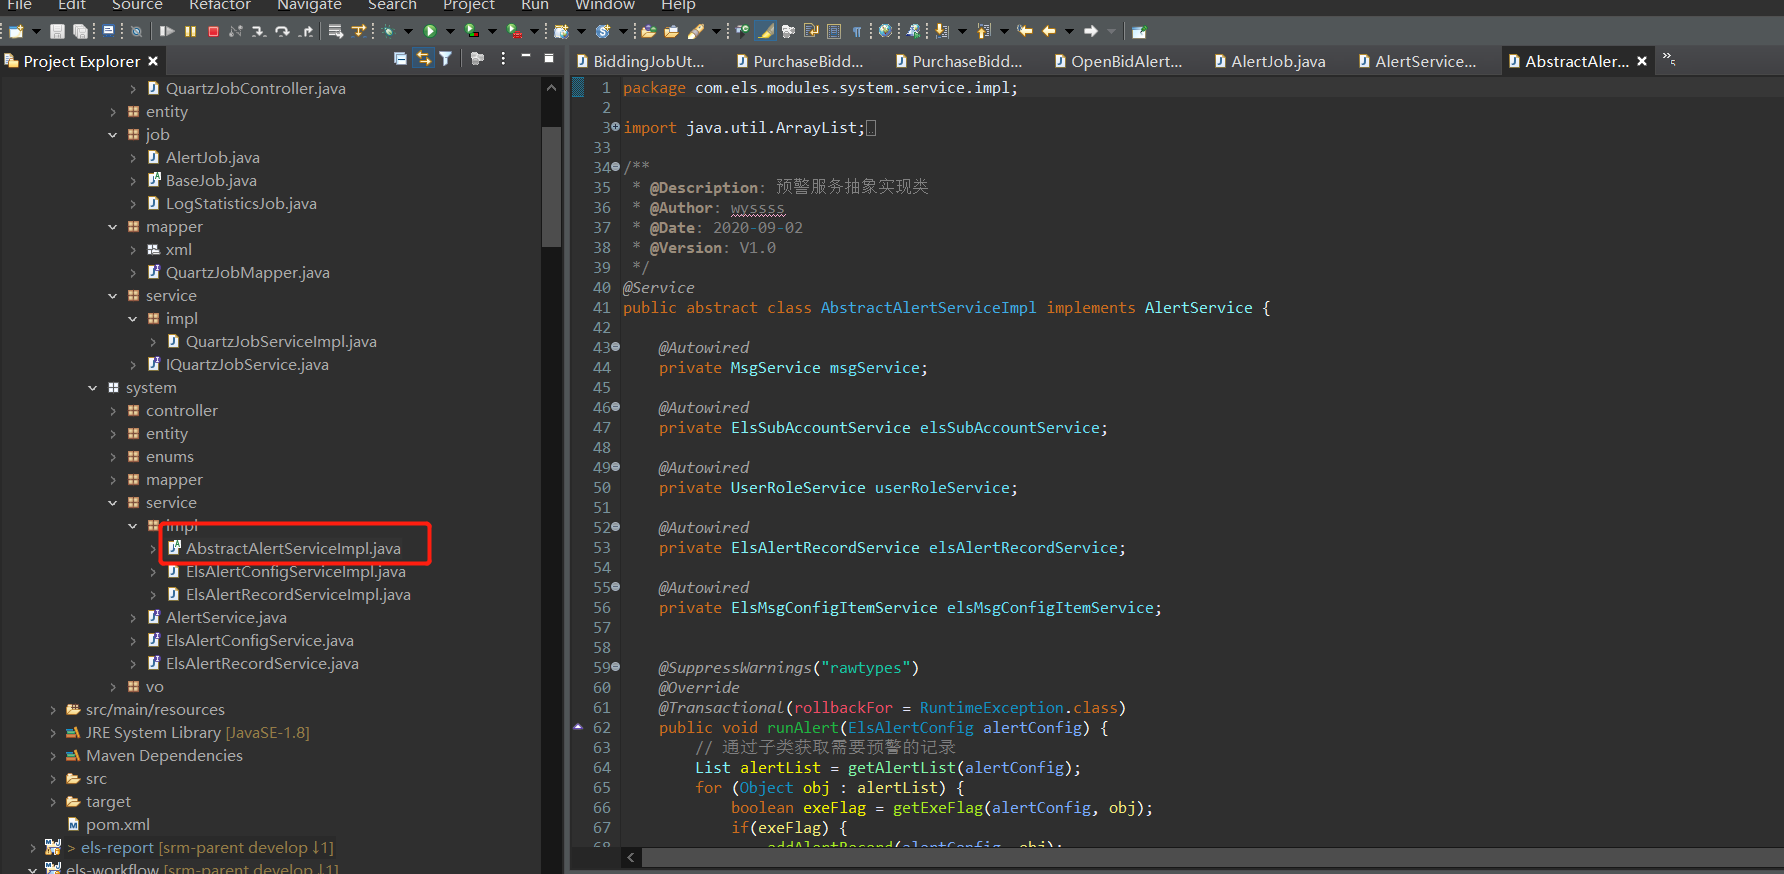 File Edit Source Refactor Navigate Search Project Run Window Help
Project Explorer
QuartzJobController.java
entity
job
AlertJob.java
BaseJob.java
LogStatisticsJob.java
mapper
xml
QuartzJobMapper.java
service
impl
QuartzJobServiceImpl.java
IQuartzJobService.java
system
controller
entity
enums
mapper
service
impl
AbstractAlertServiceImpl.java
ElsAlertConfigServiceImpl.java
ElsAlertRecordServiceImpl.java
AlertService.java
ElsAlertConfigService.java
ElsAlertRecordService.java
vo
src/main/resources
JRE System Library [JavaSE-1.8]
Maven Dependencies
src
target
pom.xml
> els-report [srm-parent develop ↓1]
els-workflow [srm-parent develop ↓1]
BiddingJobUt... PurchaseBidd... PurchaseBidd... OpenBidAlert... AlertJob.java AlertService... AbstractAler... »5
1 package com.els.modules.system.service.impl;
2
3 import java.util.ArrayList;
33
34 /**
35 * @Description: 预警服务抽象实现类
36 * @Author: wyssss
37 * @Date: 2020-09-02
38 * @Version: V1.0
39 */
40 @Service
41 public abstract class AbstractAlertServiceImpl implements AlertService {
42
43 @Autowired
44 private MsgService msgService;
45
46 @Autowired
47 private ElsSubAccountService elsSubAccountService;
48
49 @Autowired
50 private UserRoleService userRoleService;
51
52 @Autowired
53 private ElsAlertRecordService elsAlertRecordService;
54
55 @Autowired
56 private ElsMsgConfigItemService elsMsgConfigItemService;
57
58
59 @SuppressWarnings("rawtypes")
60 @Override
61 @Transactional(rollbackFor = RuntimeException.class)
62 public void runAlert(ElsAlertConfig alertConfig) {
63 // 通过子类获取需要预警的记录
64 List alertList = getAlertList(alertConfig);
65 for (Object obj : alertList) {
66 boolean exeFlag = getExeFlag(alertConfig, obj);
67 if(exeFlag) {
68 addAlertRecord(alertConfig, obj);